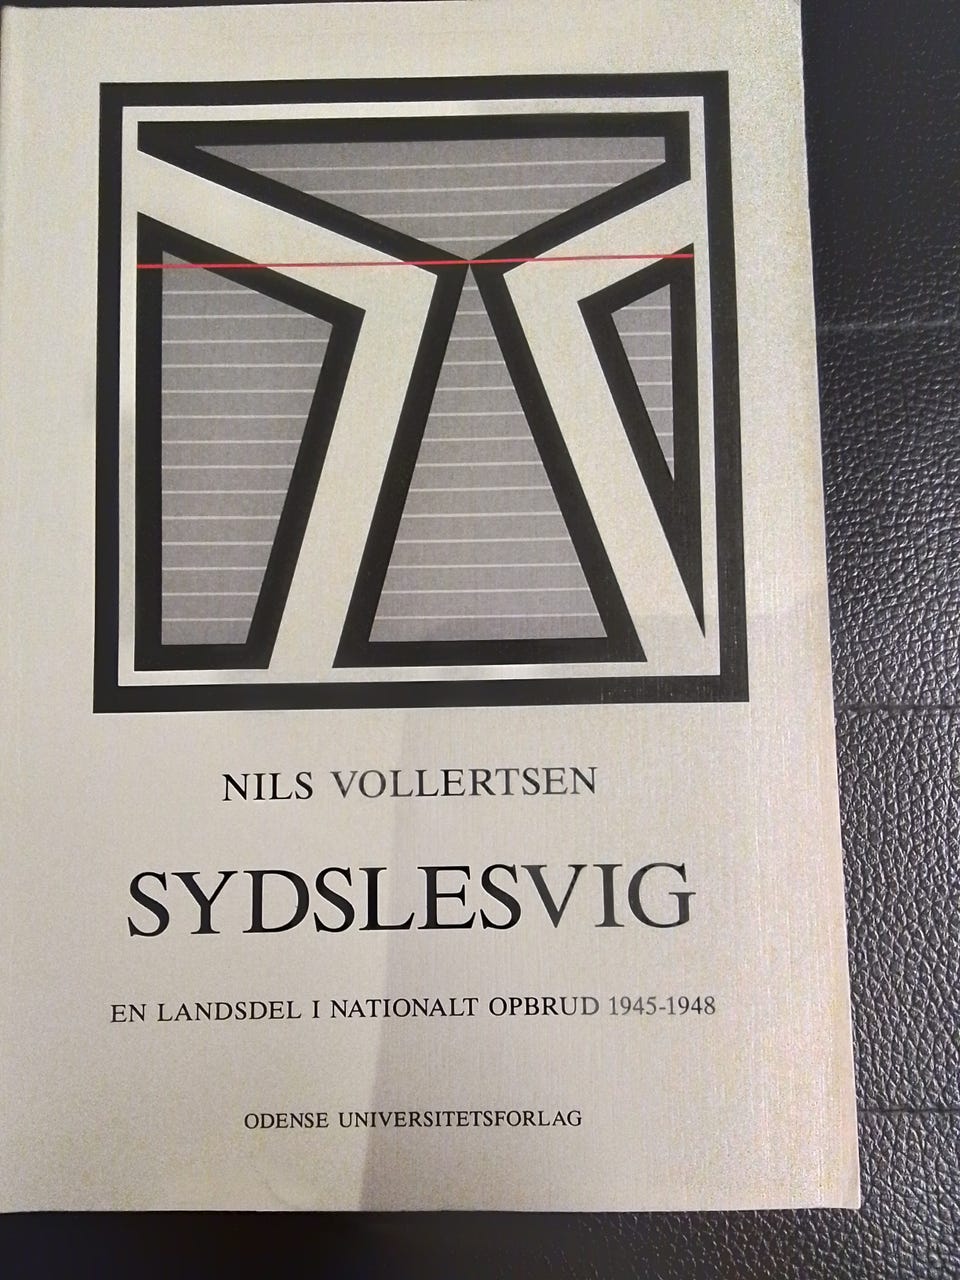 NILS VOLLERTSEN
SYDSLESVIG
EN LANDSDEL I NATIONALT OPBRUD 1945-1948
ODENSE UNIVERSITETSFORLAG